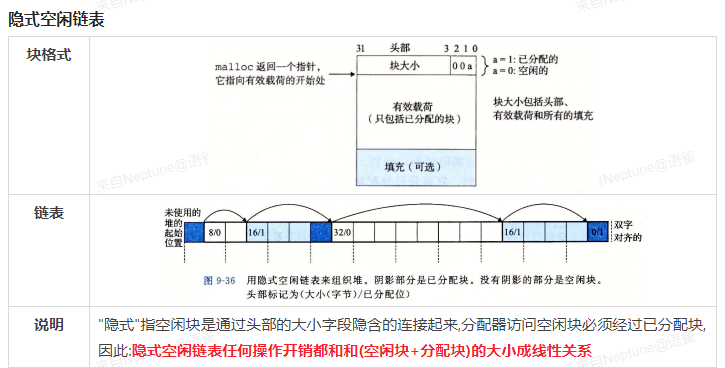 隐式空闲链表
块格式
31 头部 3 2 1 0
malloc 返回一个指针，
它指向有效载荷的开始处
块大小 0 0 a
a = 1: 已分配的
a = 0: 空闲的
有效载荷
（只包括已分配的块）
块大小包括头部、
有效载荷和所有的填充
填充（可选）
链表
未使用的
堆的
起始
位置
8/0 16/1 32/0 16/1 0/1
双字
对齐的
图 9-36 用隐式空闲链表来组织堆。阴影部分是已分配块。没有阴影的部分是空闲块。
头部标记为(大小(字节)/已分配位)
说明
"隐式"指空闲块是通过头部的大小字段隐含的连接起来,分配器访问空闲块必须经过已分配块,
因此:隐式空闲链表任何操作开销都和和(空闲块+分配块)的大小成线性关系
来自Neptune@语雀